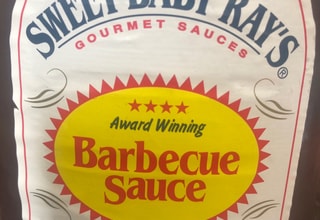 SWEET BABY RAY'S®
GOURMET SAUCES
Award Winning
Barbecue
Sauce